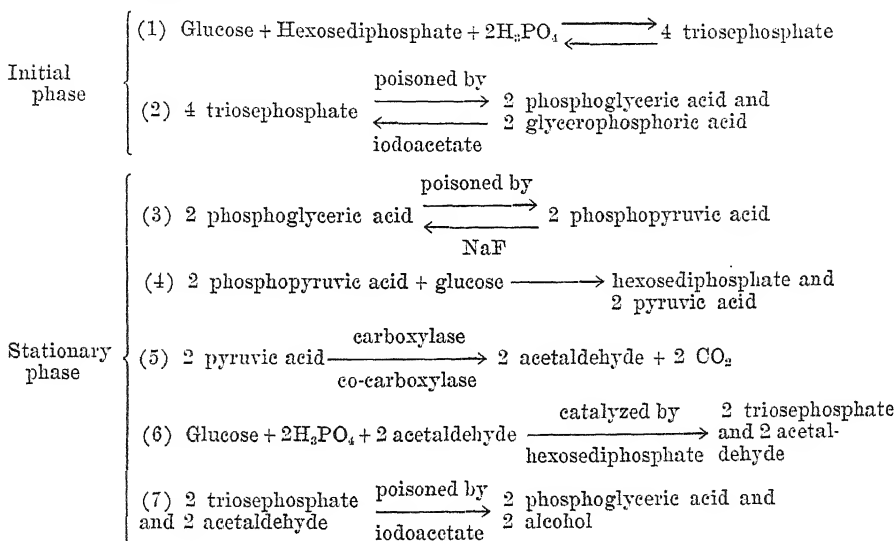 (1) Glucose + Hexosediphosphate + 2H₃PO₄ ⇄ 4 triosephosphate
Initial
phase
poisoned by
(2) 4 triosephosphate ⇄ 2 phosphoglyceric acid and
2 glycerophosphoric acid
iodoacetate
poisoned by
(3) 2 phosphoglyceric acid ⇄ 2 phosphopyruvic acid
NaF
(4) 2 phosphopyruvic acid + glucose → hexosediphosphate and
2 pyruvic acid
Stationary
phase
carboxylase
(5) 2 pyruvic acid → 2 acetaldehyde + 2 CO₂
co-carboxylase
(6) Glucose + 2H₃PO₄ + 2 acetaldehyde → catalyzed by
hexosediphosphate
2 triosephosphate
and 2 acetal-
dehyde
(7) 2 triosephosphate
and 2 acetaldehyde
poisoned by
→
iodoacetate
2 phosphoglyceric acid and
2 alcohol